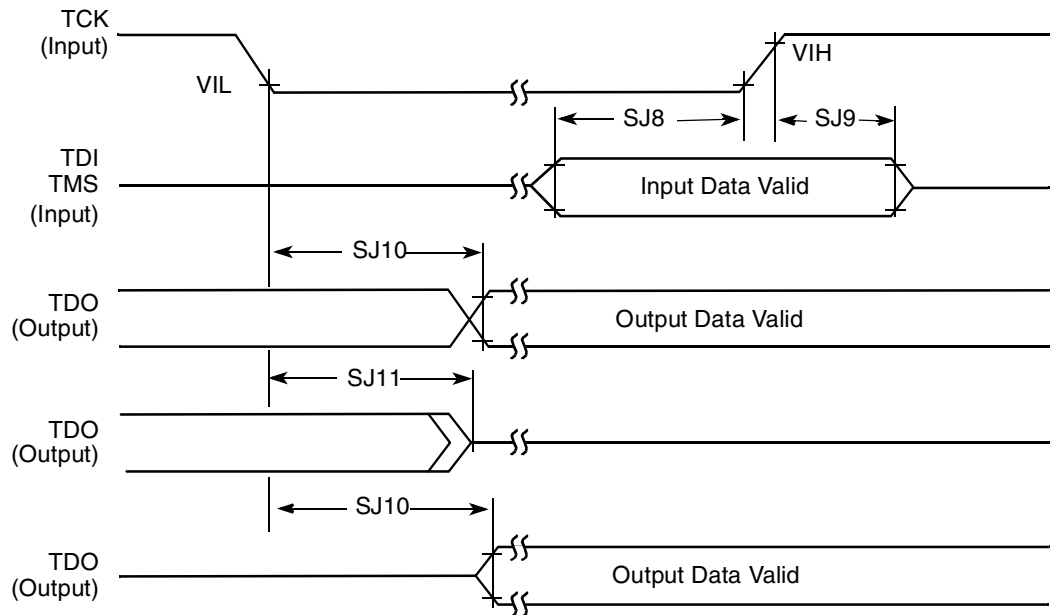 TCK
(Input)
VIL
VIH
SJ8
SJ9
TDI
TMS
(Input)
Input Data Valid
SJ10
TDO
(Output)
Output Data Valid
SJ11
TDO
(Output)
SJ10
TDO
(Output)
Output Data Valid